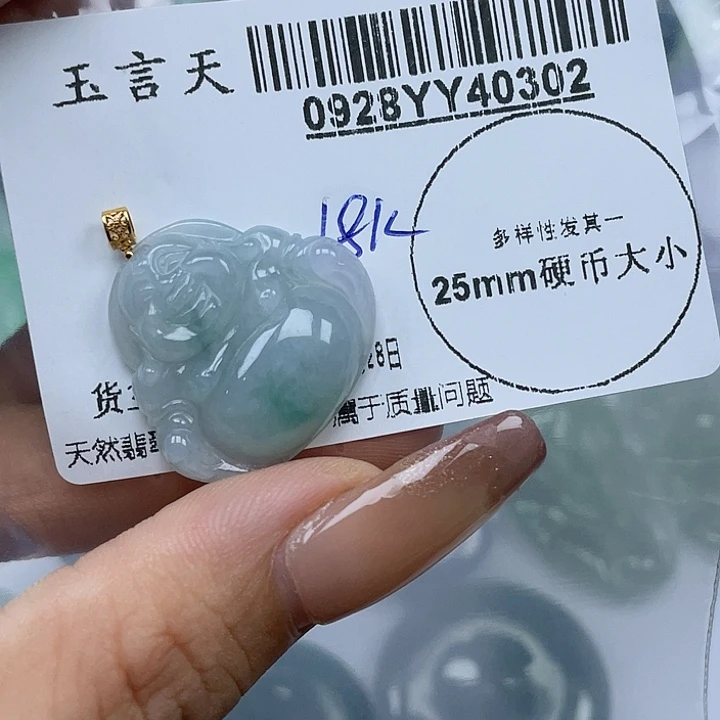 玉言天
0928YY40302
18K
多样性发其一
25mm硬币大小
28日
货
属于质量问题
天然翡